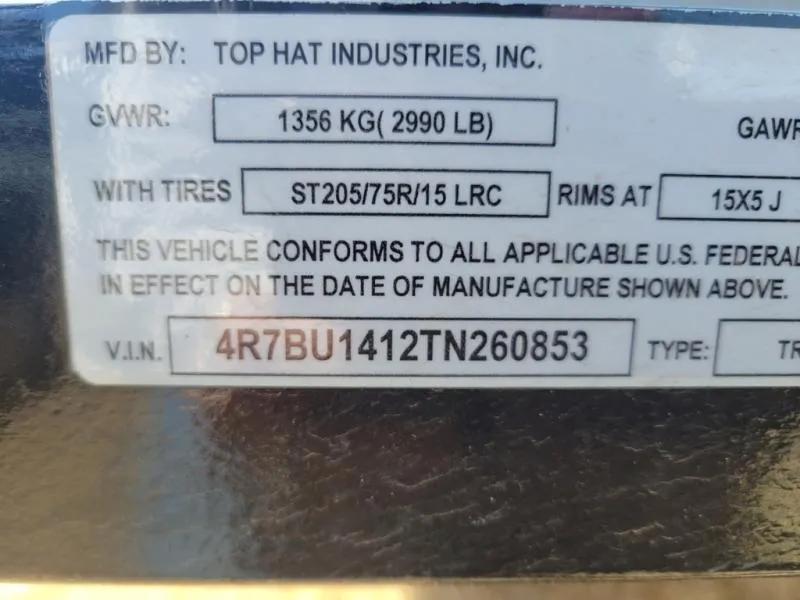 MFD BY: TOP HAT INDUSTRIES, INC.
GVWR: 1356 KG( 2990 LB) GAWR
WITH TIRES ST205/75R/15 LRC RIMS AT 15X5 J
THIS VEHICLE CONFORMS TO ALL APPLICABLE U.S. FEDERAL
IN EFFECT ON THE DATE OF MANUFACTURE SHOWN ABOVE.
V.I.N. 4R7BU1412TN260853 TYPE: TR